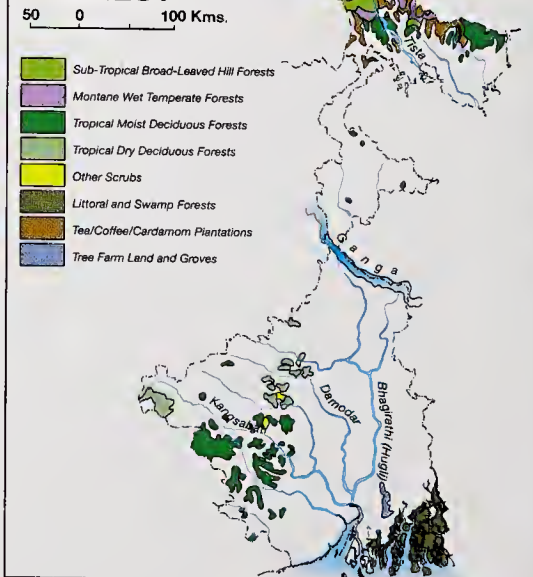 50 0 100 Kms.
Sub-Tropical Broad-Leaved Hill Forests
Montane Wet Temperate Forests
Tropical Moist Deciduous Forests
Tropical Dry Deciduous Forests
Other Scrubs
Littoral and Swamp Forests
Tea/Coffee/Cardamom Plantations
Tree Farm Land and Groves
Tista
Ganga
Damodar
Kangsabati
Bhagirathi (Hugli)